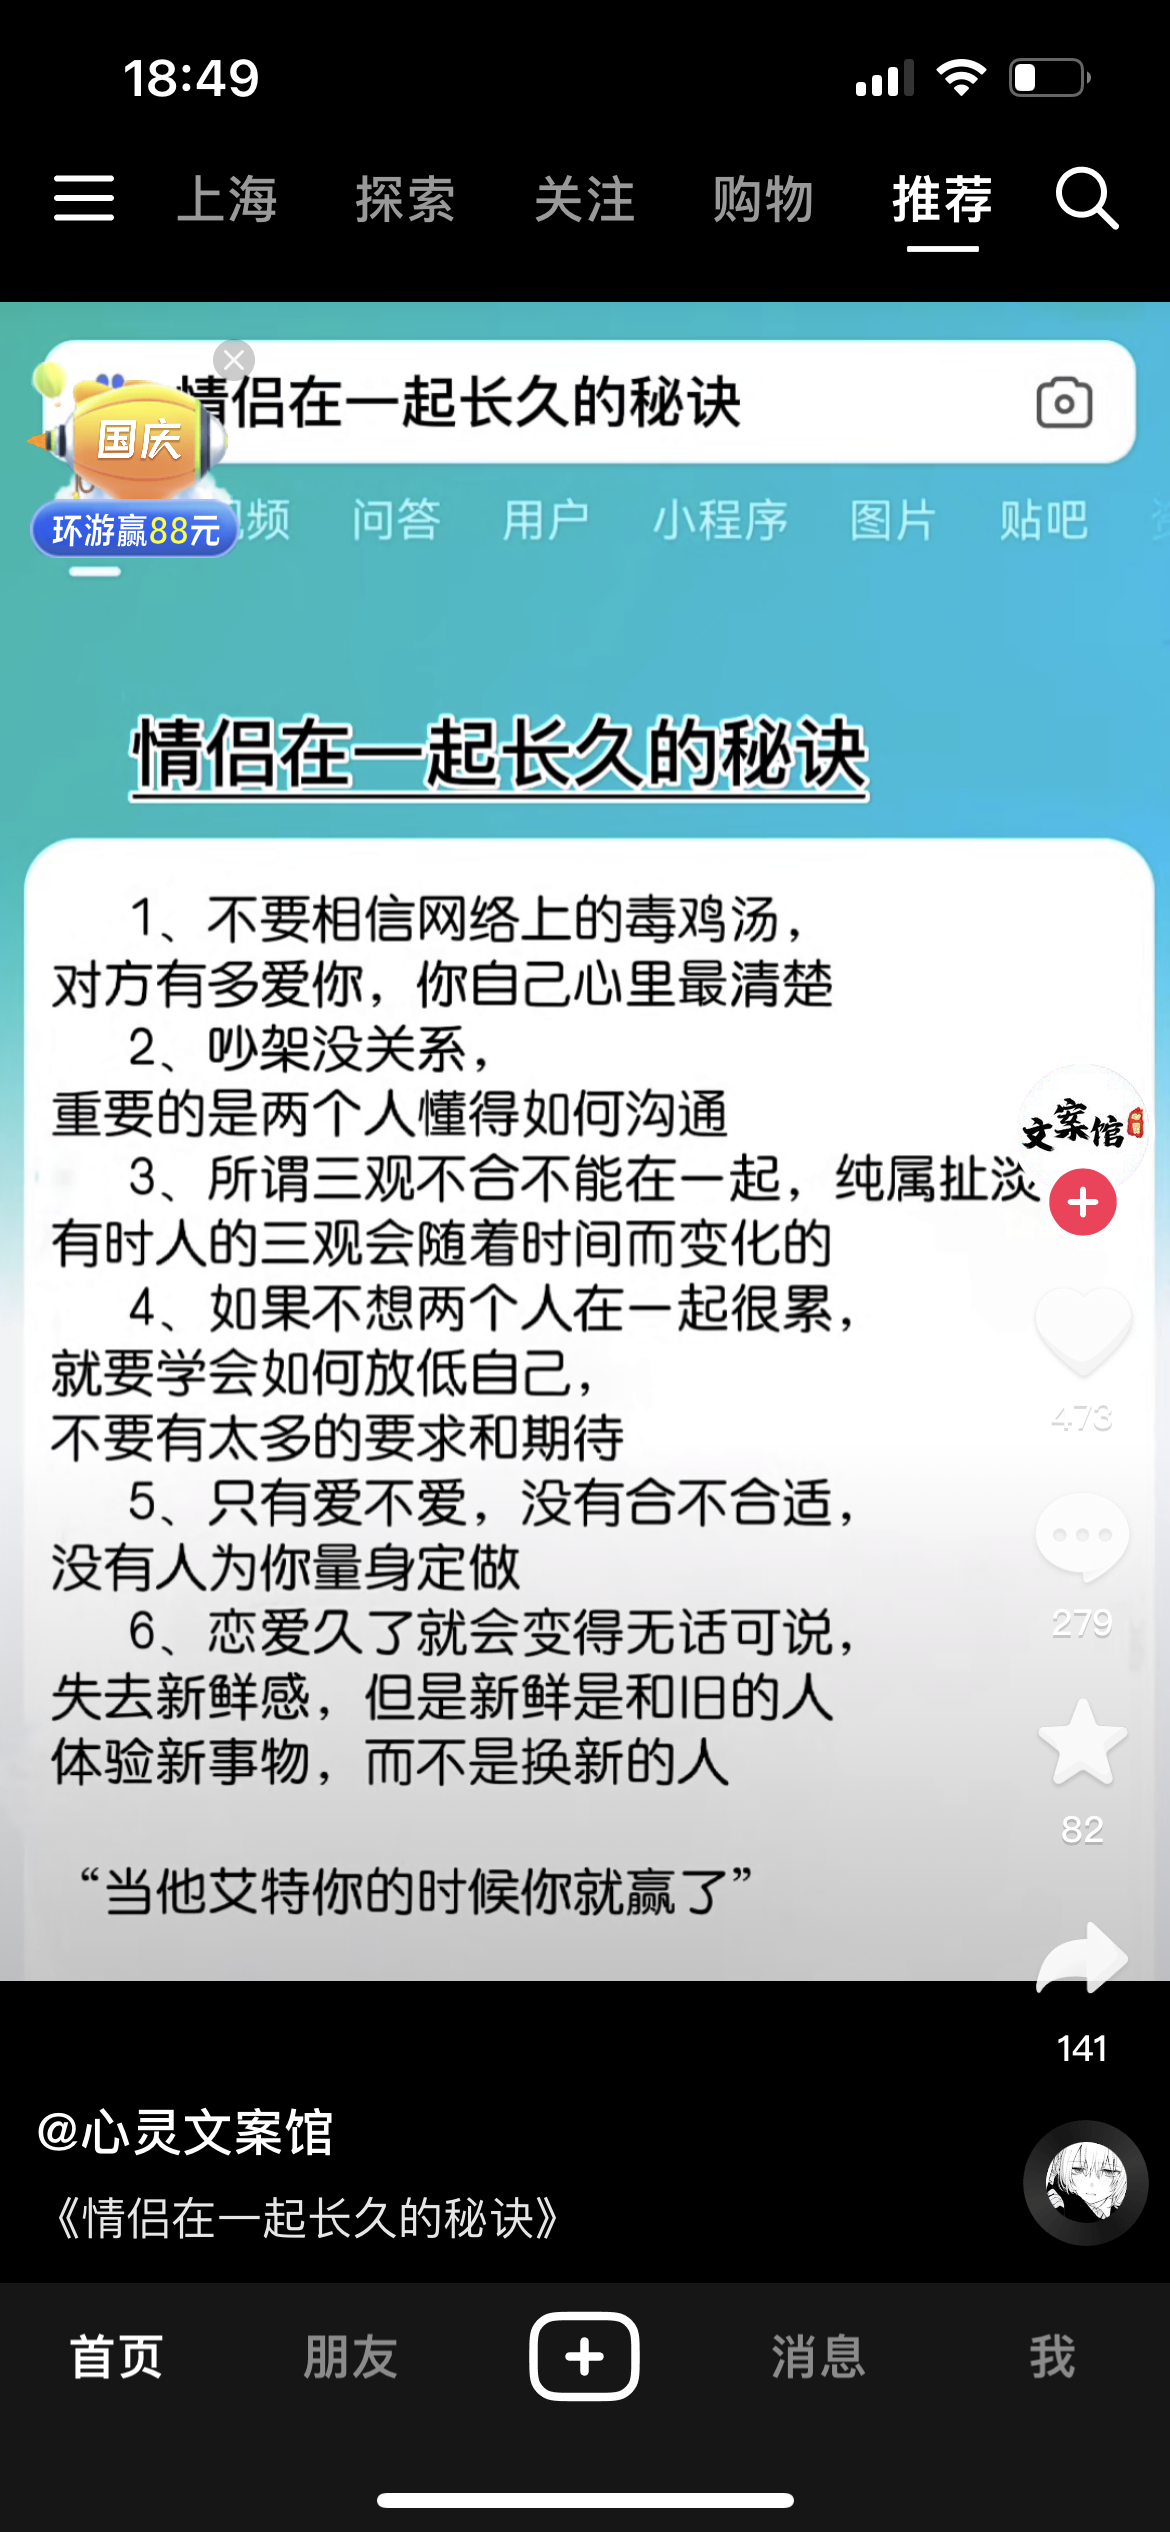 18:49
上海 探索 关注 购物 推荐
情侣在一起长久的秘诀
国庆
环游赢88元
频 问答 用户 小程序 图片 贴吧
情侣在一起长久的秘诀
1、不要相信网络上的毒鸡汤，
对方有多爱你，你自己心里最清楚
2、吵架没关系，
重要的是两个人懂得如何沟通
3、所谓三观不合不能在一起，纯属扯淡
有时人的三观会随着时间而变化的
4、如果不想两个人在一起很累，
就要学会如何放低自己，
不要有太多的要求和期待
5、只有爱不爱，没有合不合适，
没有人为你量身定做
6、恋爱久了就会变得无话可说，
失去新鲜感，但是新鲜是和旧的人
体验新事物，而不是换新的人
“当他艾特你的时候你就赢了”
文案馆
473
279
82
141
@心灵文案馆
《情侣在一起长久的秘诀》
首页 朋友 消息 我